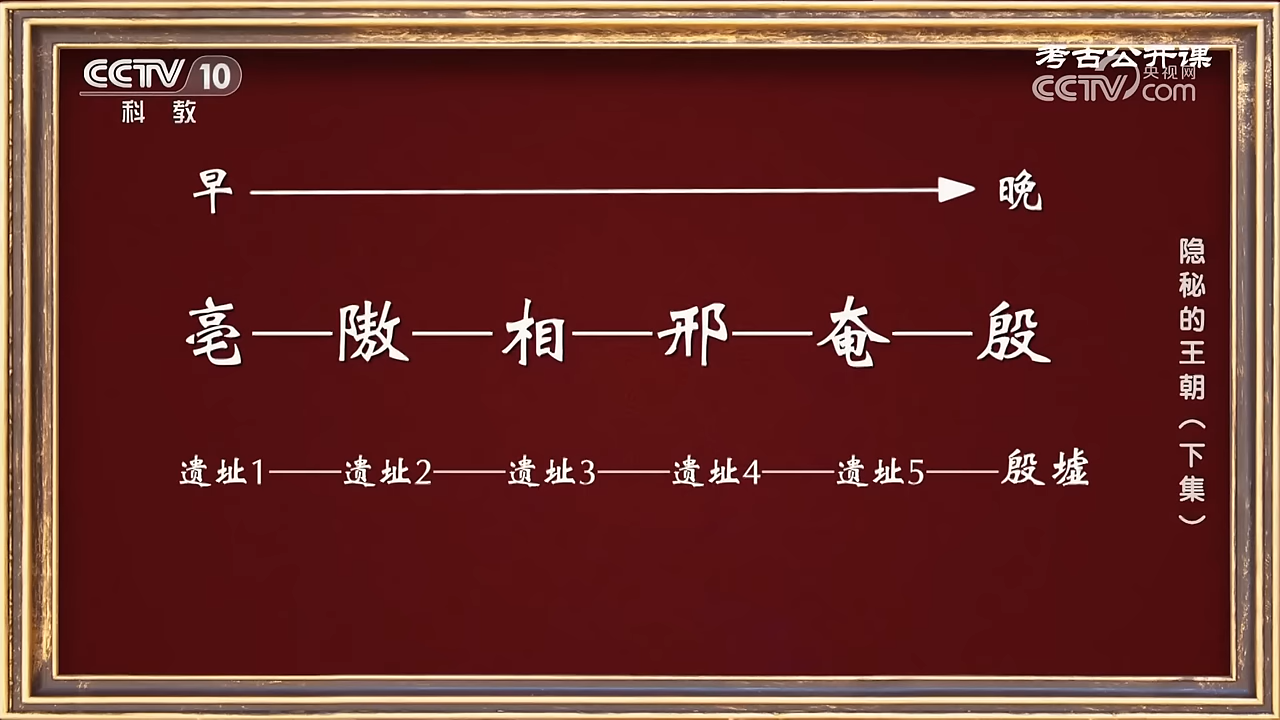 CCTV 10
科教
考古公开课
央视网
CCTV.com
早 晚
亳—隞—相—邢—奄—殷
遗址1—遗址2—遗址3—遗址4—遗址5—殷墟
隐秘的王朝（下集）